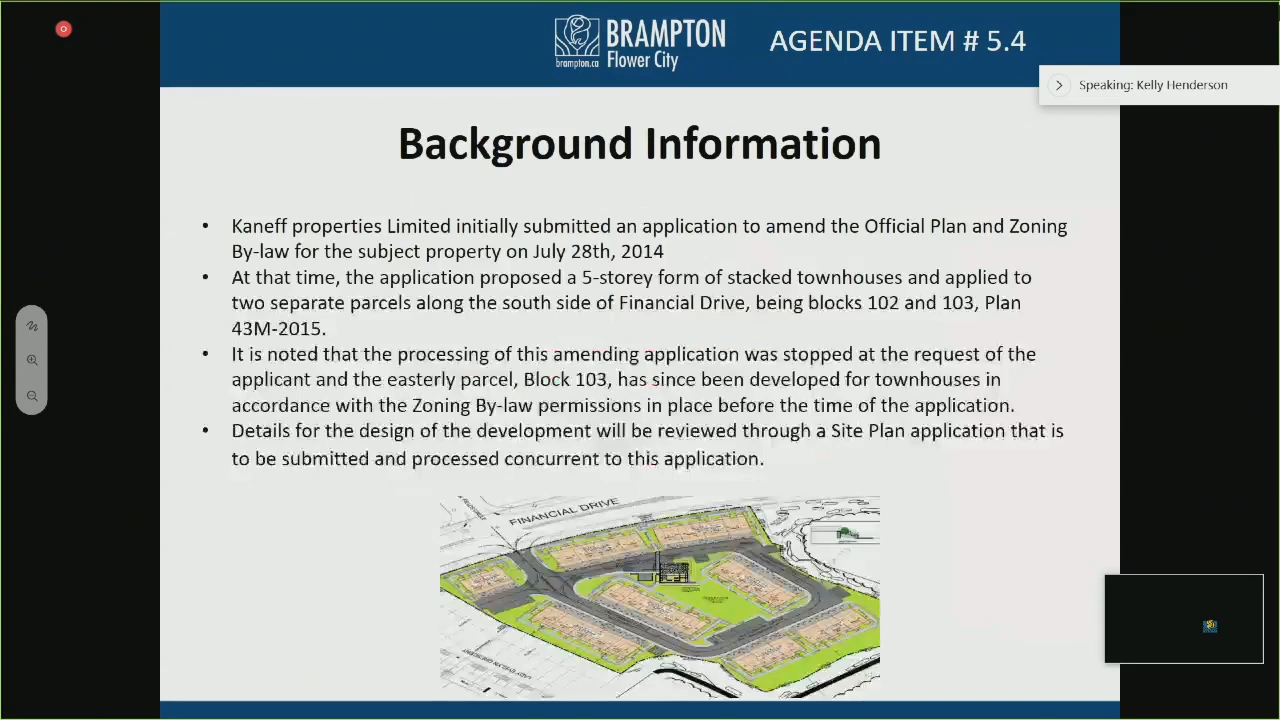 BRAMPTON
brampton.ca Flower City
AGENDA ITEM # 5.4
Speaking: Kelly Henderson
Background Information
• Kaneff properties Limited initially submitted an application to amend the Official Plan and Zoning
By-law for the subject property on July 28th, 2014
• At that time, the application proposed a 5-storey form of stacked townhouses and applied to
two separate parcels along the south side of Financial Drive, being blocks 102 and 103, Plan
43M-2015.
• It is noted that the processing of this amending application was stopped at the request of the
applicant and the easterly parcel, Block 103, has since been developed for townhouses in
accordance with the Zoning By-law permissions in place before the time of the application.
• Details for the design of the development will be reviewed through a Site Plan application that is
to be submitted and processed concurrent to this application.
FINANCIAL DRIVE